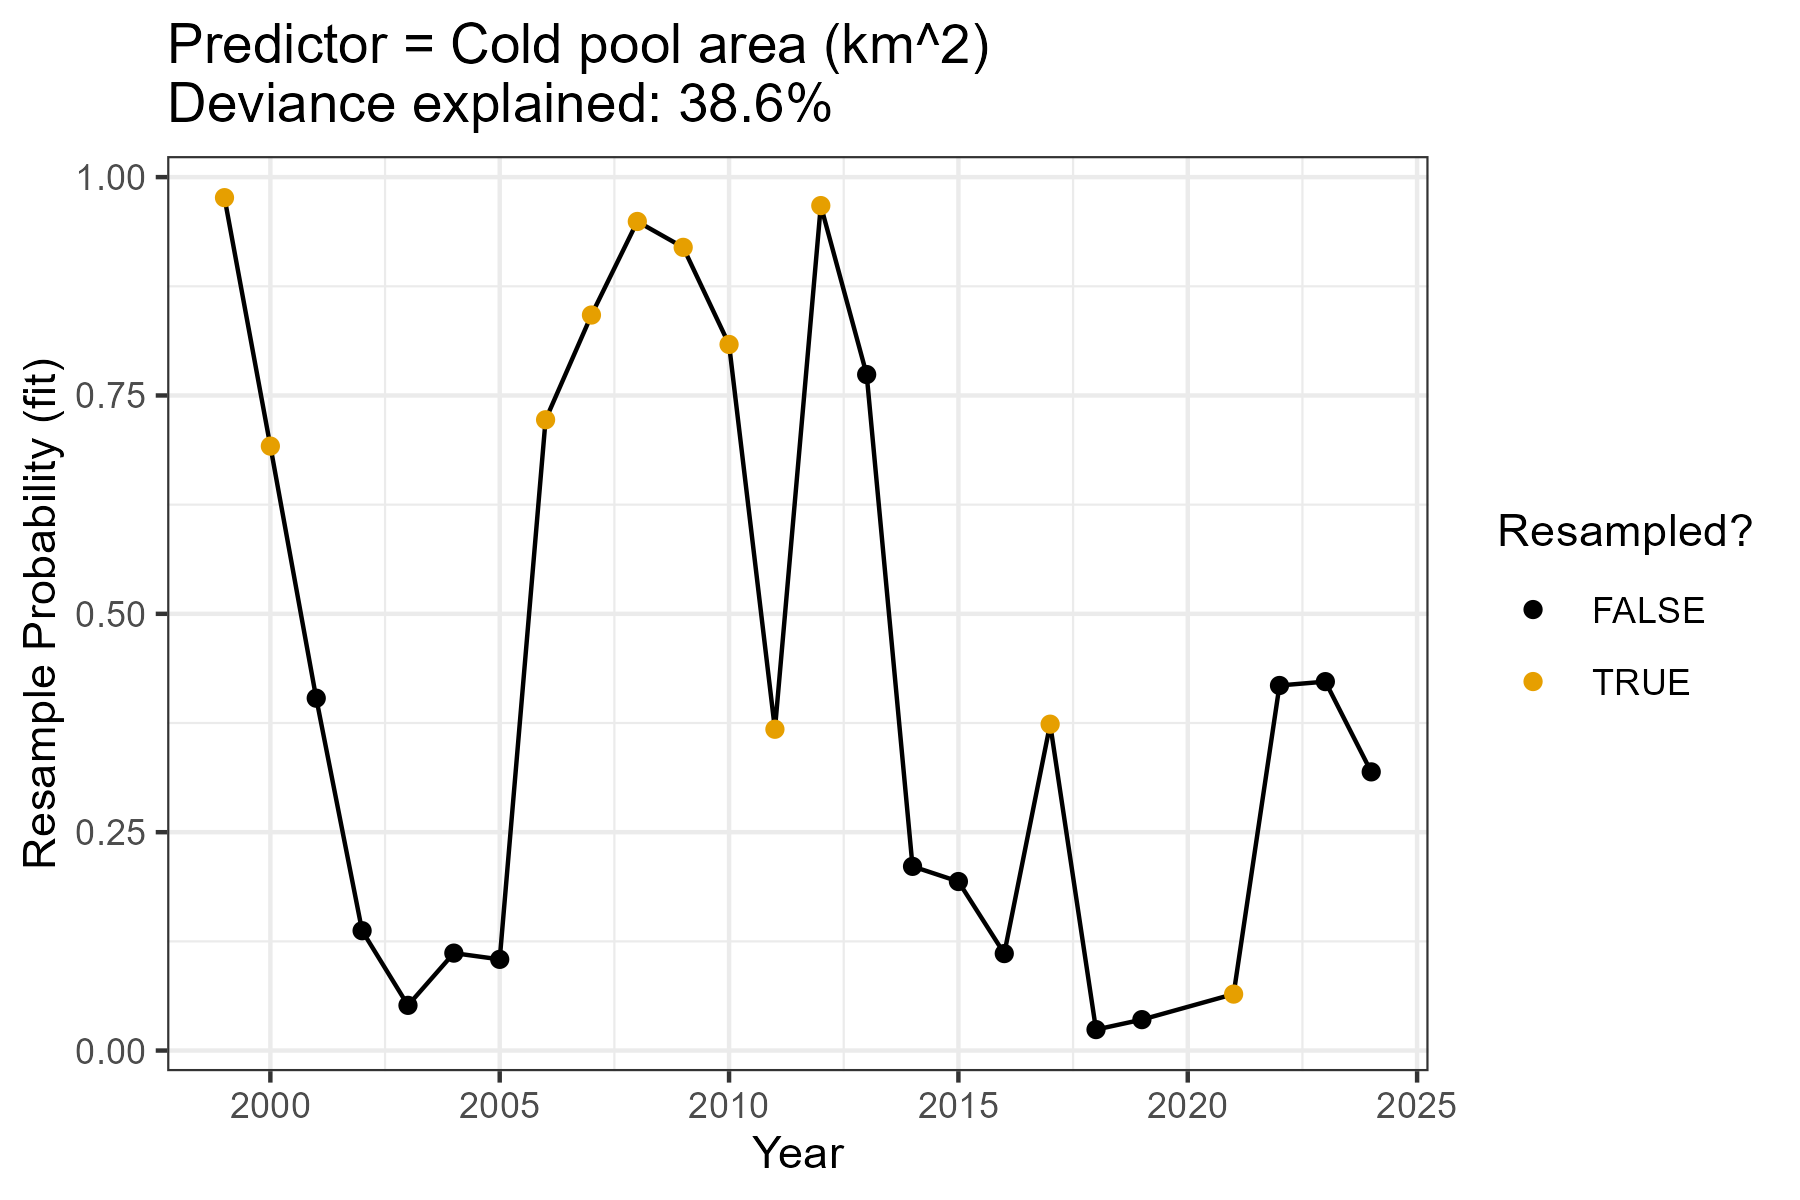 Predictor = Cold pool area (km^2)
Deviance explained: 38.6%
Resample Probability (fit)
1.00
0.75
0.50
0.25
0.00
2000 2005 2010 2015 2020 2025
Year
Resampled?
FALSE
TRUE